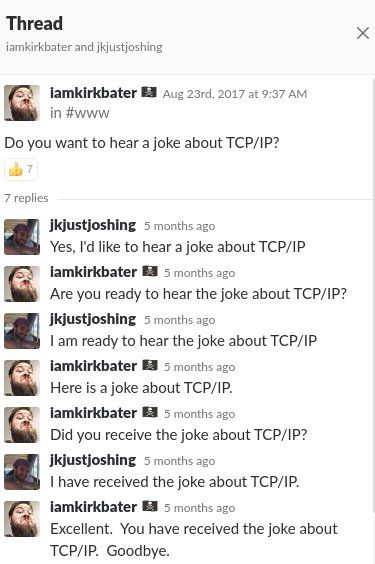 Thread
iamkirkbater and jkjustjoshing
iamkirkbater Aug 23rd, 2017 at 9:37 AM
in #www
Do you want to hear a joke about TCP/IP?
7
7 replies
jkjustjoshing 5 months ago
Yes, I'd like to hear a joke about TCP/IP
iamkirkbater 5 months ago
Are you ready to hear the joke about TCP/IP?
jkjustjoshing 5 months ago
I am ready to hear the joke about TCP/IP
iamkirkbater 5 months ago
Here is a joke about TCP/IP.
iamkirkbater 5 months ago
Did you receive the joke about TCP/IP?
jkjustjoshing 5 months ago
I have received the joke about TCP/IP.
iamkirkbater 5 months ago
Excellent.  You have received the joke about
TCP/IP.  Goodbye.